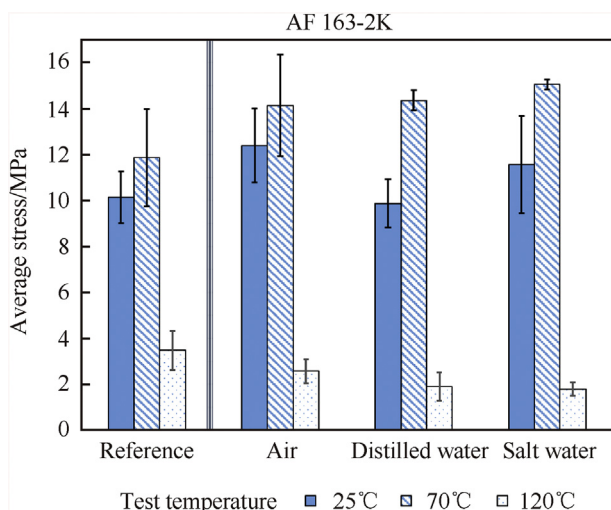 AF 163-2K
Average stress/MPa
16
14
12
10
8
6
4
2
0
Reference Air Distilled water Salt water
Test temperature 25℃ 70℃ 120℃